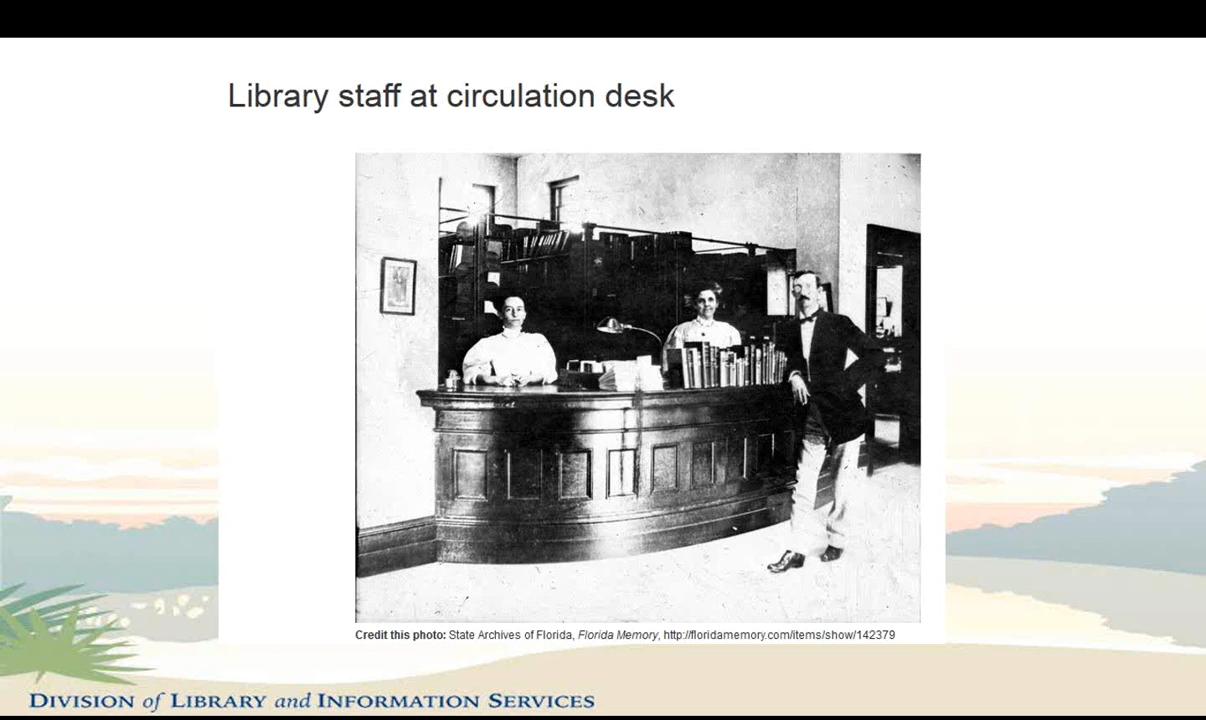 Library staff at circulation desk
Credit this photo: State Archives of Florida, Florida Memory, http://floridamemory.com/items/show/142379
DIVISION of LIBRARY and INFORMATION SERVICES